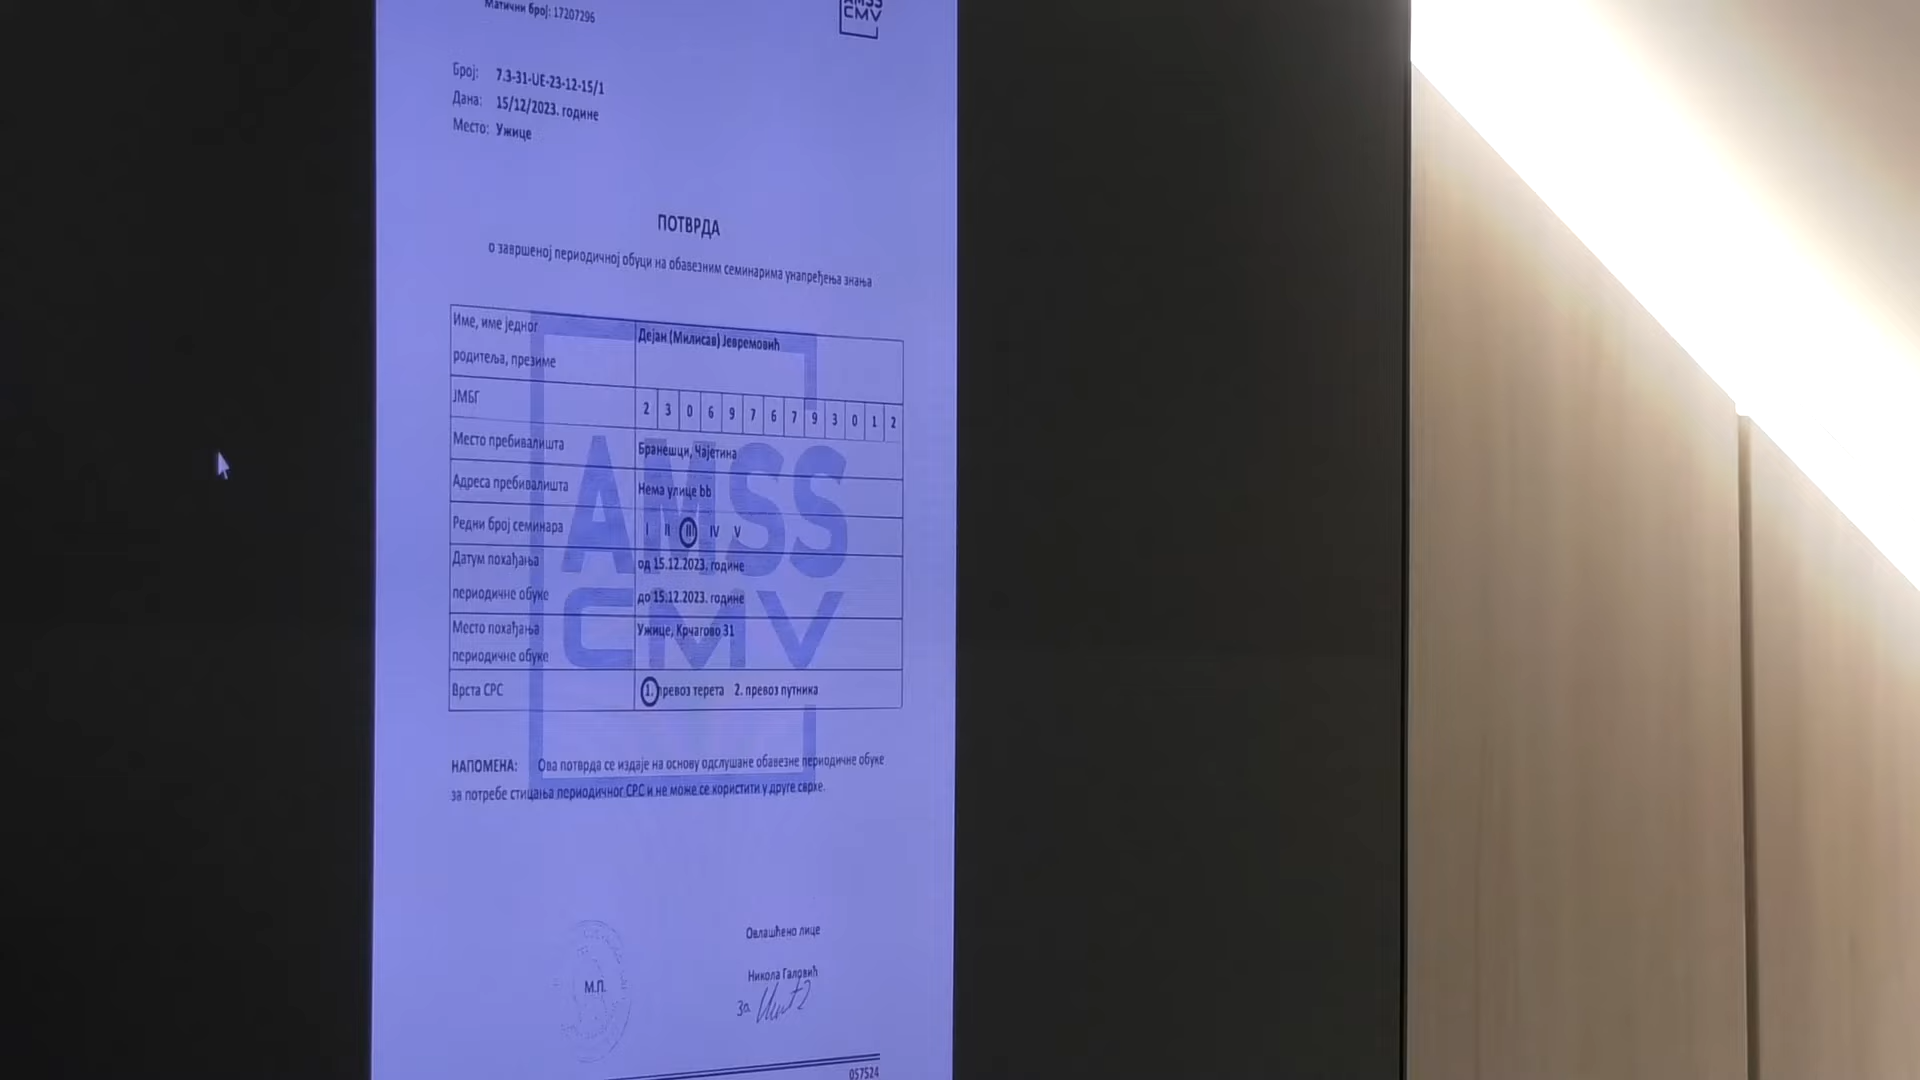 Матични број: 17207296
AMSS
CMV
Број: 7.3-31-UE-23-12-15/1
Дана: 15/12/2023. године
Место: Ужице
ПОТВРДА
о завршеној периодичној обуци на обавезним семинарима унапређења знања
Име, име једног
родитеља, презиме
Дејан (Милисав) Јевремовић
ЈМБГ 2 3 0 6 9 7 6 7 9 3 0 1 2
Место пребивалишта Бранешци, Чајетина
Адреса пребивалишта Нема улице bb
Редни број семинара I II III IV V
Датум похађања од 15.12.2023. године
периодичне обуке до 15.12.2023. године
Место похађања Ужице, Крчагово 31
периодичне обуке
Врста СРС 1. превоз терета 2. превоз путника
AMSS
CMV
НАПОМЕНА: Ова потврда се издаје на основу одслушане обавезне периодичне обуке
за потребе стицања периодичног СРС и не може се користити у друге сврхе.
Овлашћено лице
М.П.
Никола Галовић
за
057524